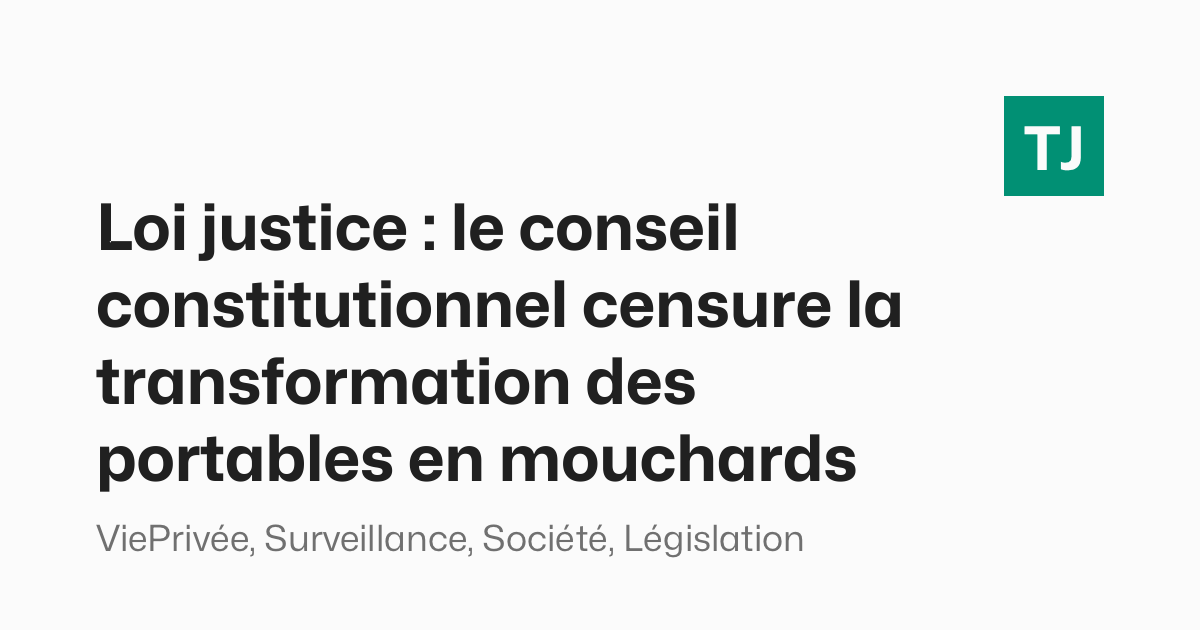 TJ
Loi justice : le conseil
constitutionnel censure la
transformation des
portables en mouchards
ViePrivée, Surveillance, Société, Législation